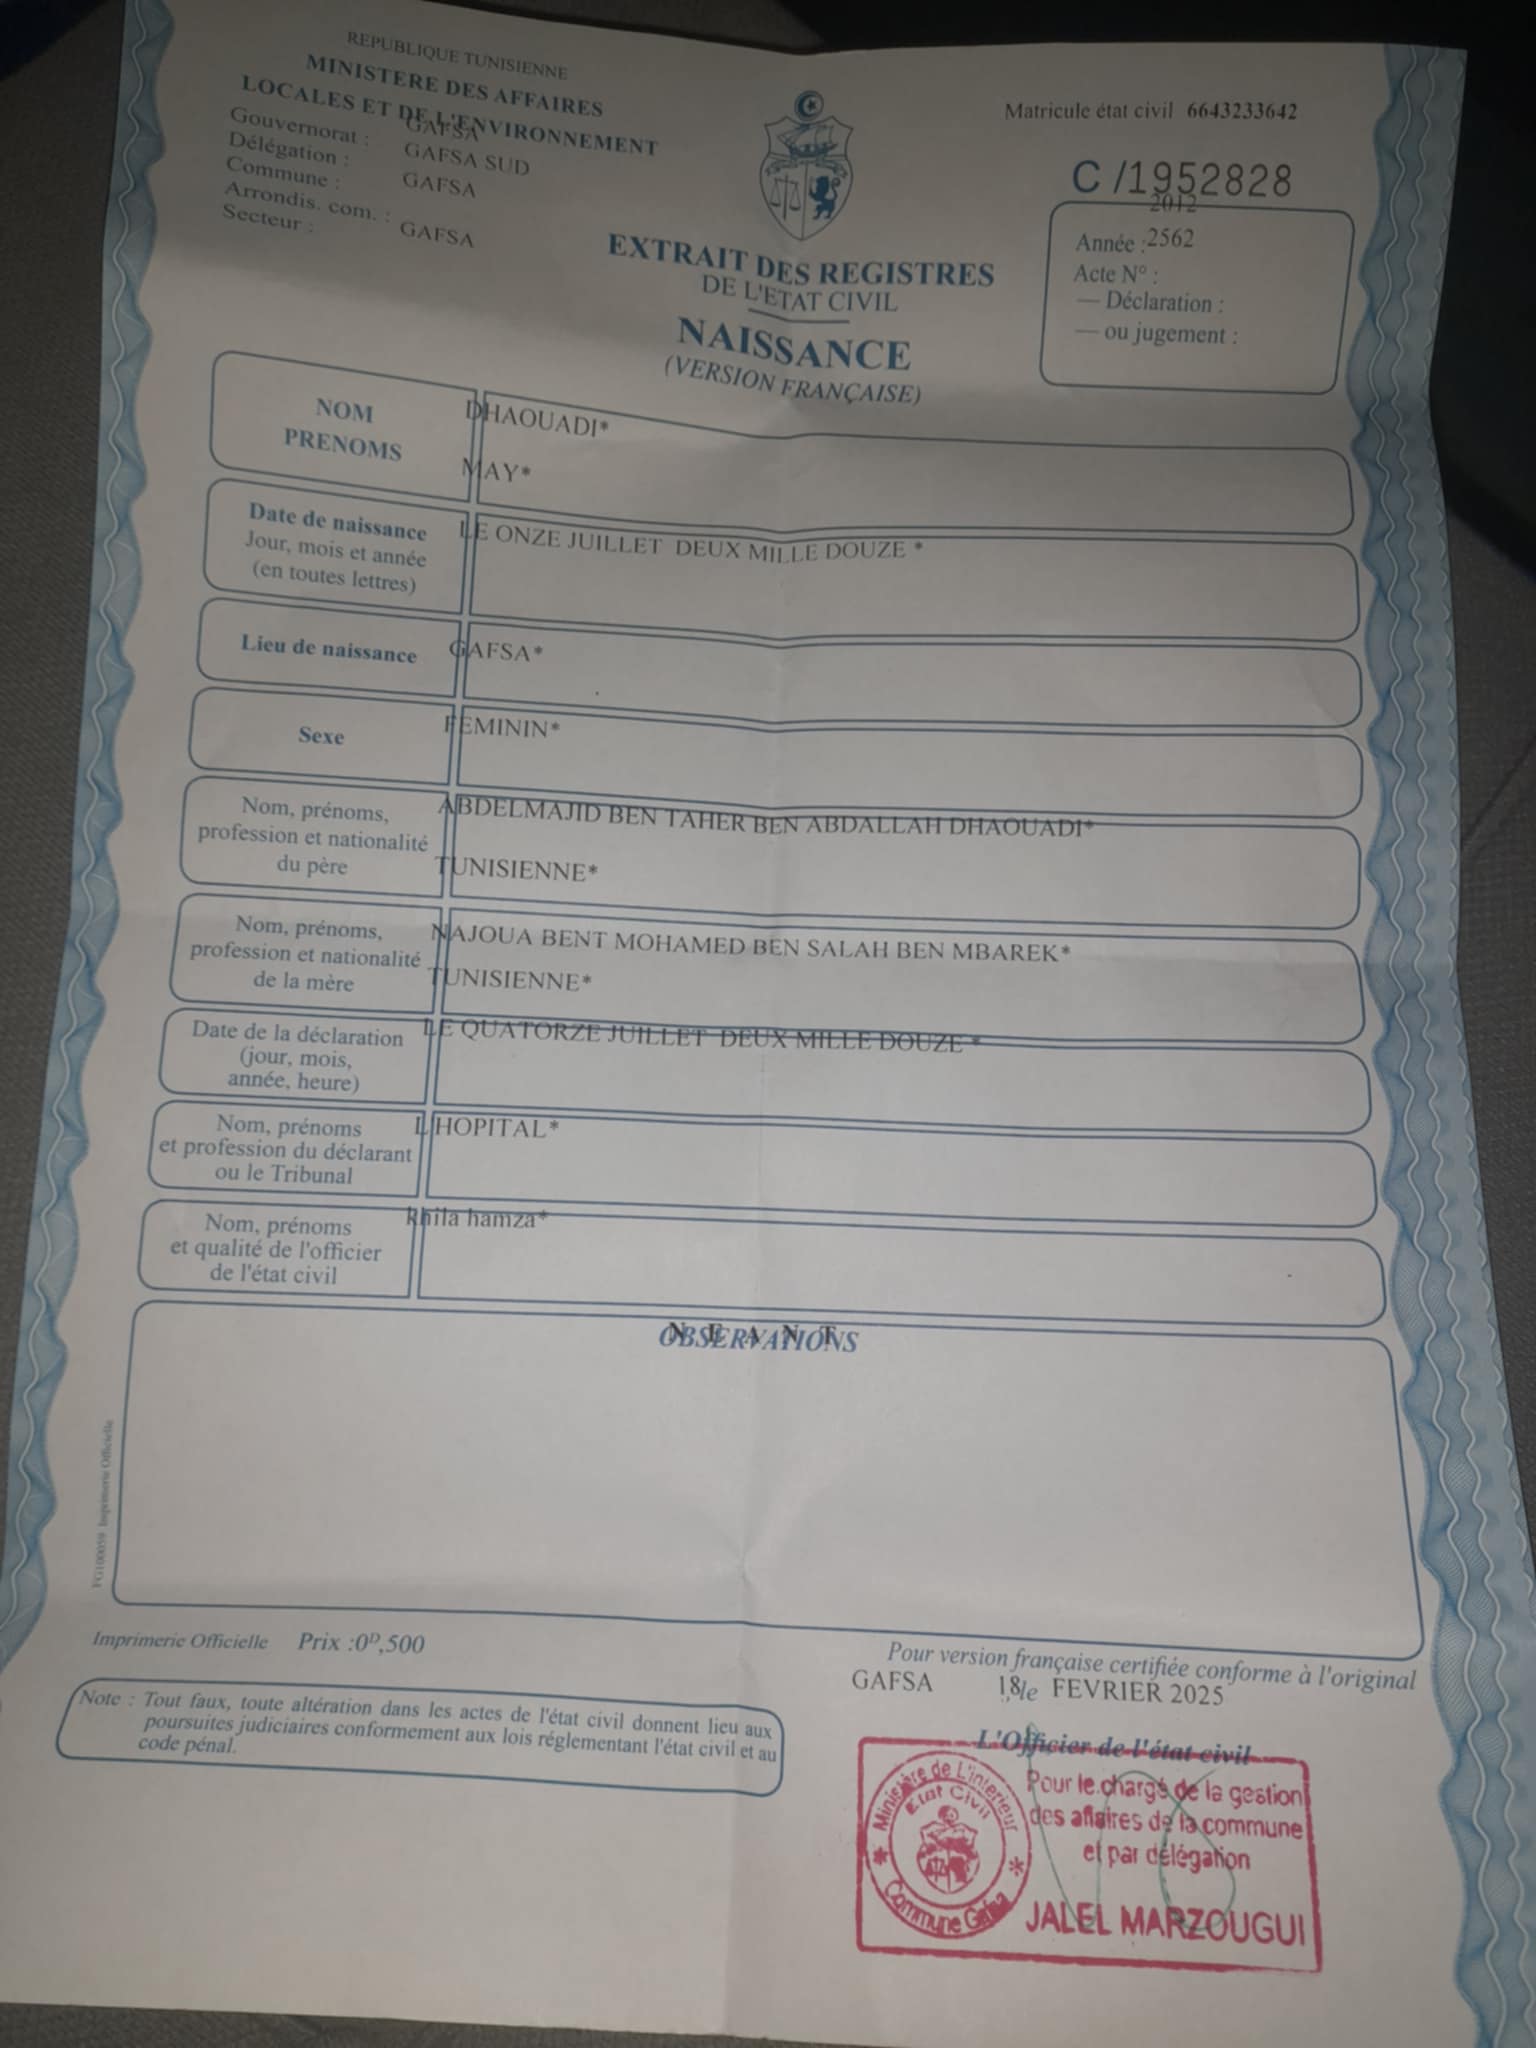 REPUBLIQUE TUNISIENNE
MINISTERE DES AFFAIRES
LOCALES ET DE L'ENVIRONNEMENT
Gouvernorat : GAFSA
Délégation : GAFSA SUD
Commune : GAFSA
Arrondis. com. :
Secteur : GAFSA
Matricule état civil 6643233642
C /1952828
2012
Année : 2562
Acte N° :
— Déclaration :
— ou jugement :
EXTRAIT DES REGISTRES
DE L'ETAT CIVIL
NAISSANCE
(VERSION FRANÇAISE)
NOM DHAOUADI*
PRENOMS MAY*
Date de naissance LE ONZE JUILLET DEUX MILLE DOUZE *
Jour, mois et année
(en toutes lettres)
Lieu de naissance GAFSA*
Sexe FEMININ*
Nom, prénoms, ABDELMAJID BEN TAHER BEN ABDALLAH DHAOUADI*
profession et nationalité
du père TUNISIENNE*
Nom, prénoms, NAJOUA BENT MOHAMED BEN SALAH BEN MBAREK*
profession et nationalité
de la mère TUNISIENNE*
Date de la déclaration LE QUATORZE JUILLET DEUX MILLE DOUZE *
(jour, mois,
année, heure)
Nom, prénoms L'HOPITAL*
et profession du déclarant
ou le Tribunal
Nom, prénoms khila hamza*
et qualité de l'officier
de l'état civil
OBSERVATIONS
N E A N T
FG100059 Imprimerie Officielle
Imprimerie Officielle Prix :0D,500
Note : Tout faux, toute altération dans les actes de l'état civil donnent lieu aux
poursuites judiciaires conformement aux lois réglementant l'état civil et au
code pénal.
Pour version française certifiée conforme à l'original
GAFSA 18 le FEVRIER 2025
L'Officier de l'état civil
Ministère de L'interieur
Etat Civil
Commune Gafsa
Pour le chargé de la gestion
des affaires de la commune
et par délégation
JALEL MARZOUGUI